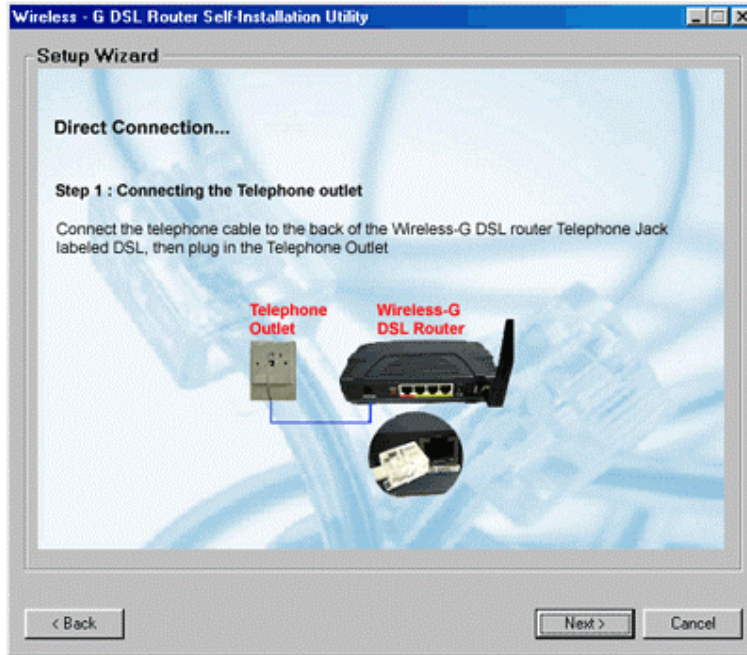 Wireless - G DSL Router Self-Installation Utility
Setup Wizard
Direct Connection...
Step 1 : Connecting the Telephone outlet
Connect the telephone cable to the back of the Wireless-G DSL router Telephone Jack
labeled DSL, then plug in the Telephone Outlet
Telephone
Outlet
Wireless-G
DSL Router
< Back
Next >
Cancel